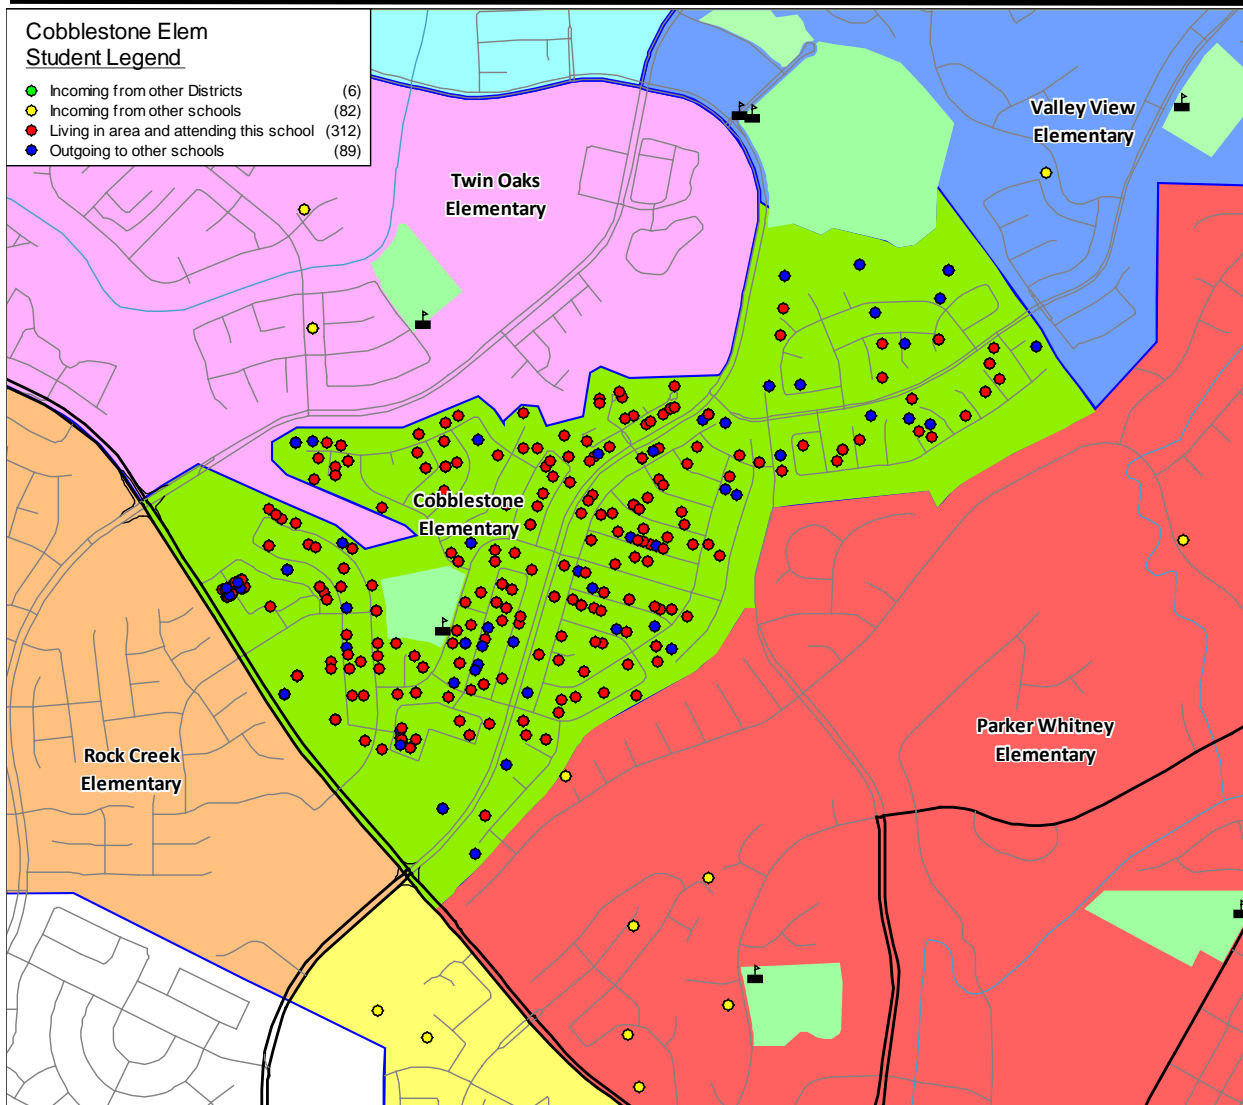 Cobblestone Elem
Student Legend
Incoming from other Districts (6)
Incoming from other schools (82)
Living in area and attending this school (312)
Outgoing to other schools (89)
Valley View
Elementary
Twin Oaks
Elementary
Cobblestone
Elementary
Parker Whitney
Elementary
Rock Creek
Elementary